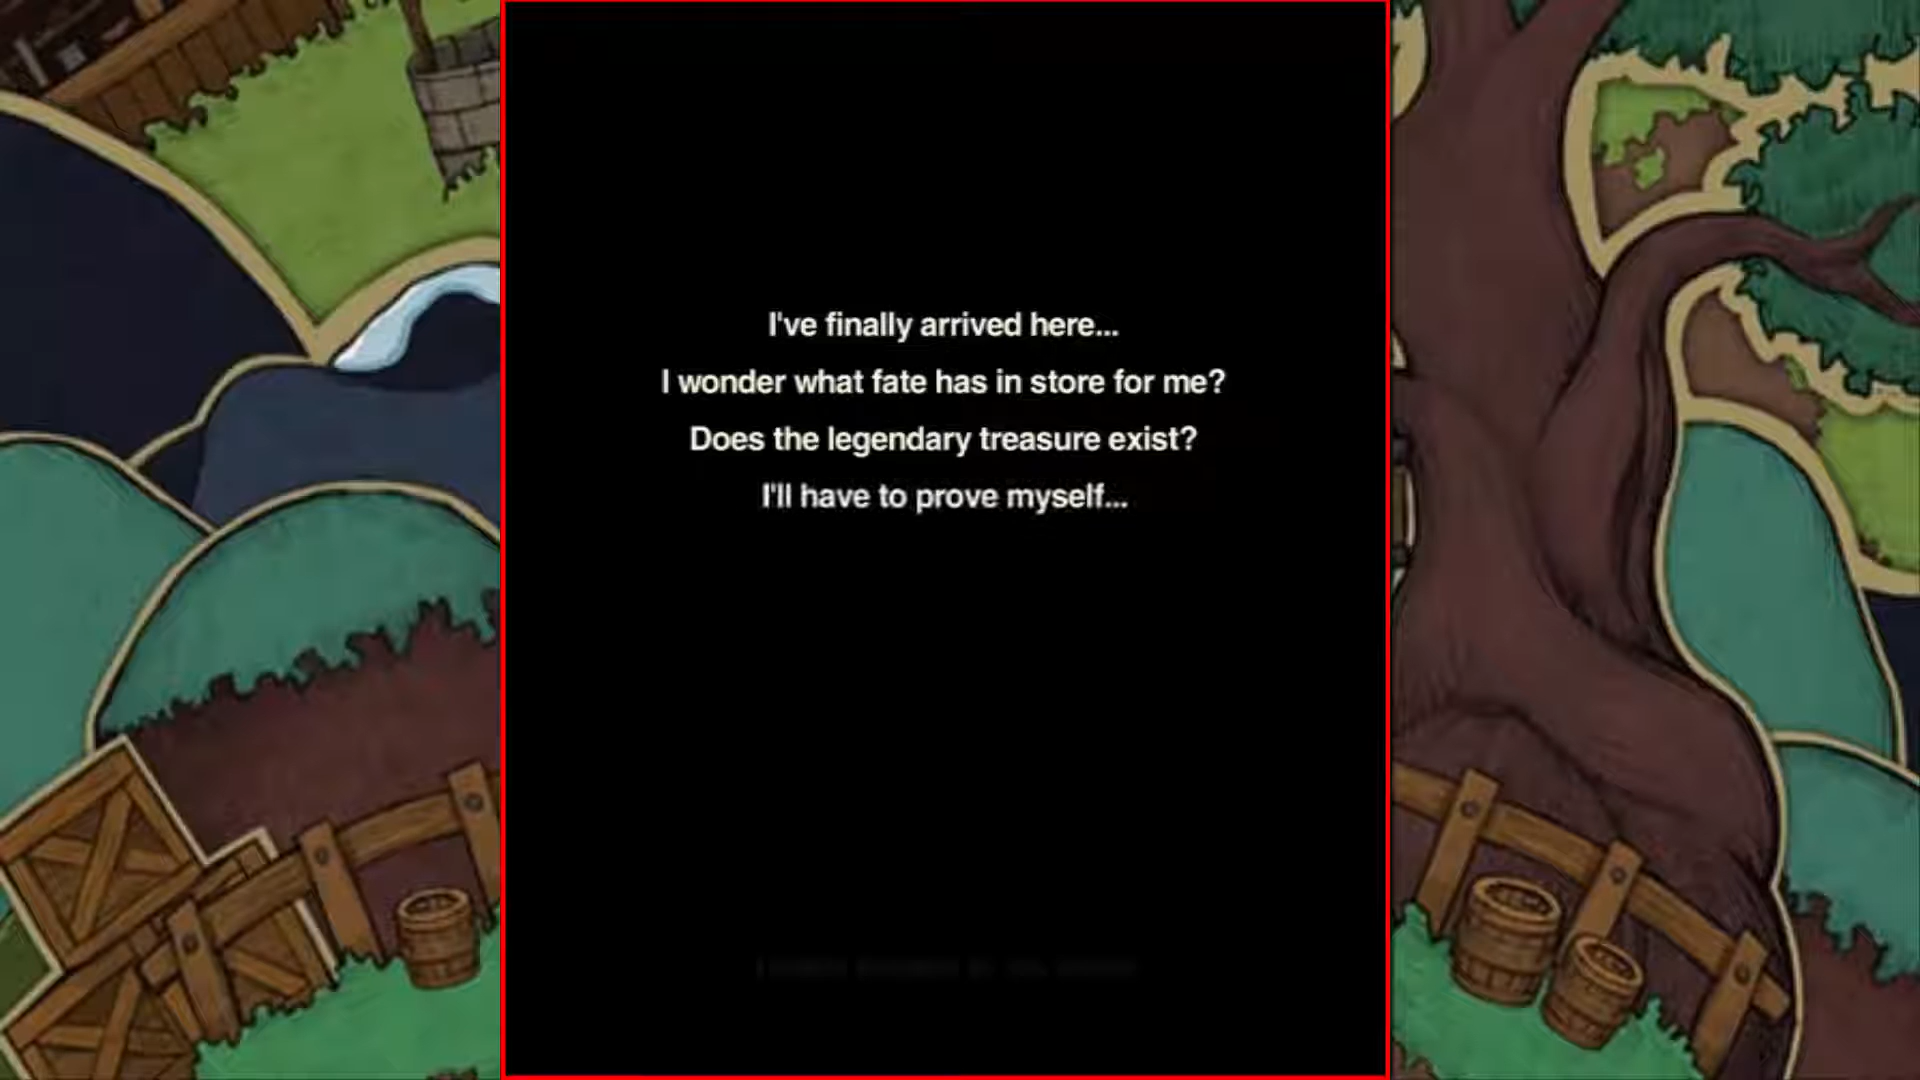 I've finally arrived here...
I wonder what fate has in store for me?
Does the legendary treasure exist?
I'll have to prove myself...